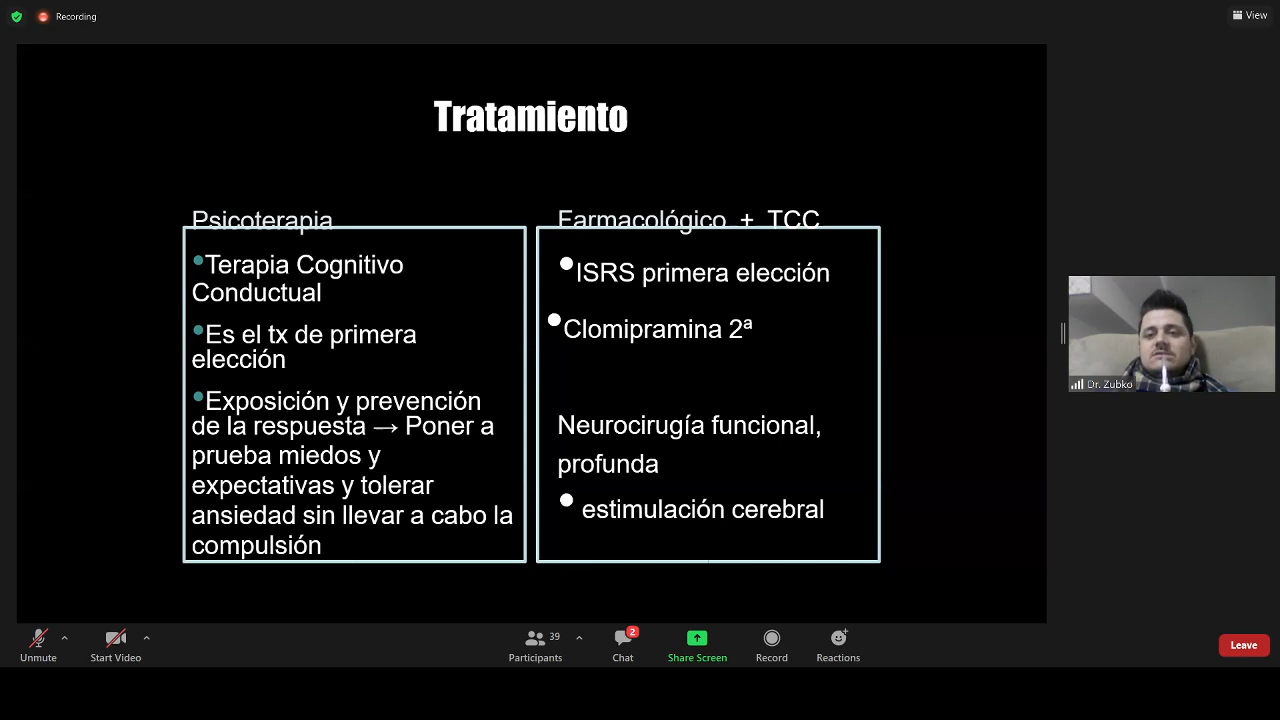 Recording
View
Tratamiento
Psicoterapia
•Terapia Cognitivo
Conductual
•Es el tx de primera
elección
•Exposición y prevención
de la respuesta → Poner a
prueba miedos y
expectativas y tolerar
ansiedad sin llevar a cabo la
compulsión
Farmacológico + TCC
•ISRS primera elección
•Clomipramina 2ª
Neurocirugía funcional,
profunda
• estimulación cerebral
Dr. Zubko
Unmute
Start Video
39
Participants
2
Chat
Share Screen
Record
Reactions
Leave